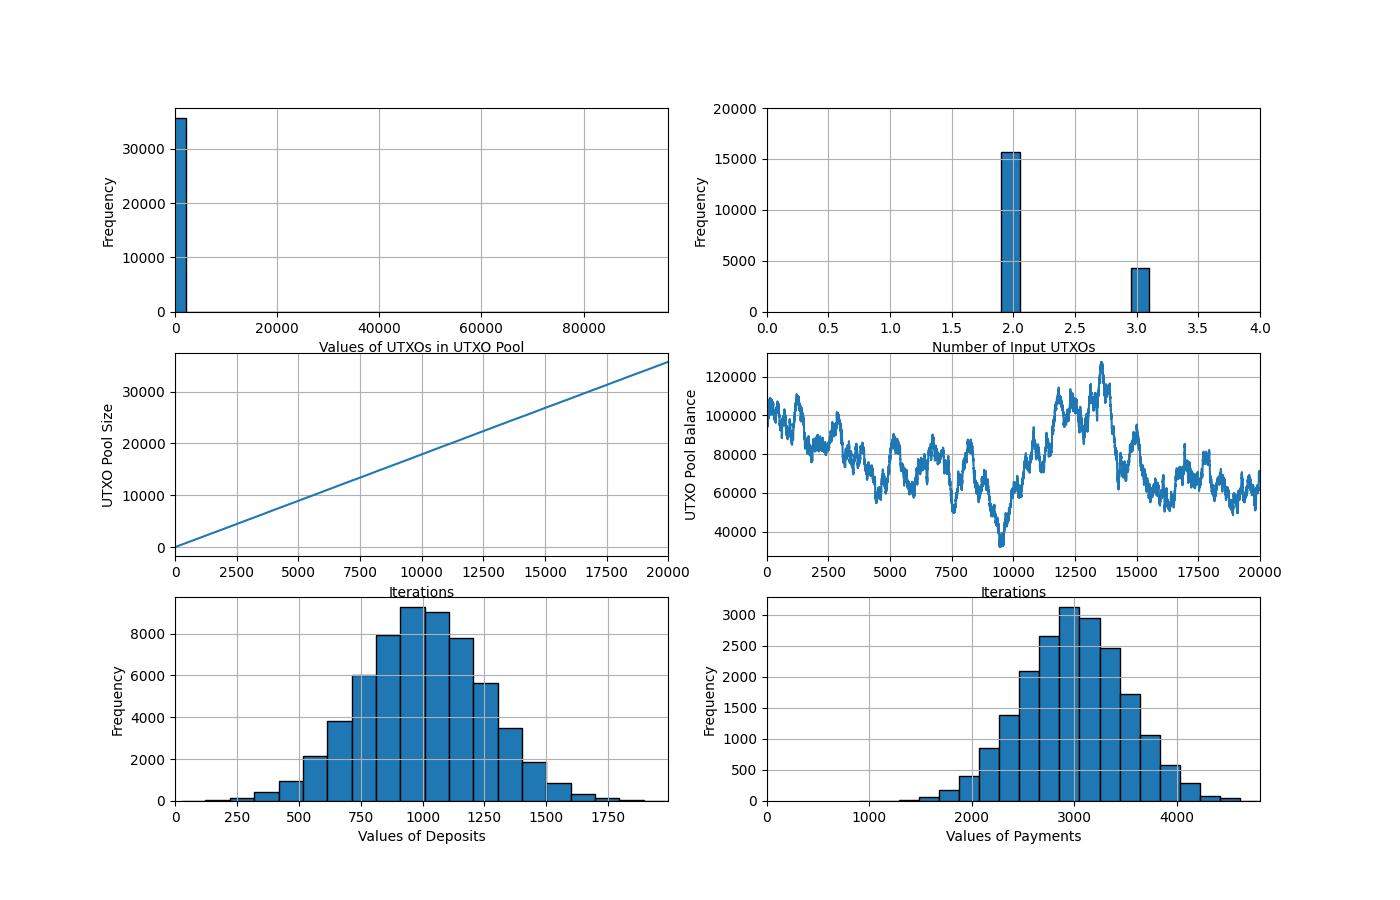 Frequency
30000
20000
10000
0
0 20000 40000 60000 80000
Values of UTXOs in UTXO Pool
Frequency
20000
15000
10000
5000
0
0.0 0.5 1.0 1.5 2.0 2.5 3.0 3.5 4.0
Number of Input UTXOs
UTXO Pool Size
30000
20000
10000
0
0 2500 5000 7500 10000 12500 15000 17500 20000
Iterations
UTXO Pool Balance
120000
100000
80000
60000
40000
0 2500 5000 7500 10000 12500 15000 17500 20000
Iterations
Frequency
8000
6000
4000
2000
0
0 250 500 750 1000 1250 1500 1750
Values of Deposits
Frequency
3000
2500
2000
1500
1000
500
0
0 1000 2000 3000 4000
Values of Payments